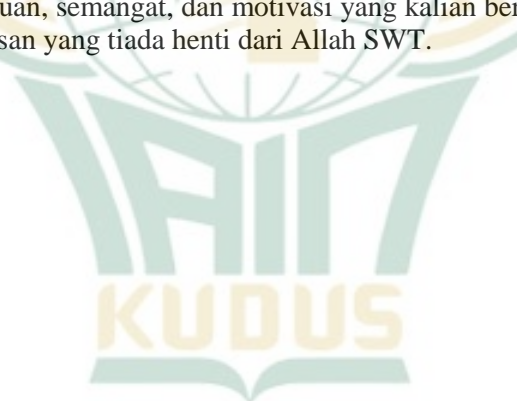 uan, semangat, dan motivasi yang kalian ber
san yang tiada henti dari Allah SWT.
IAIN
KUDUS